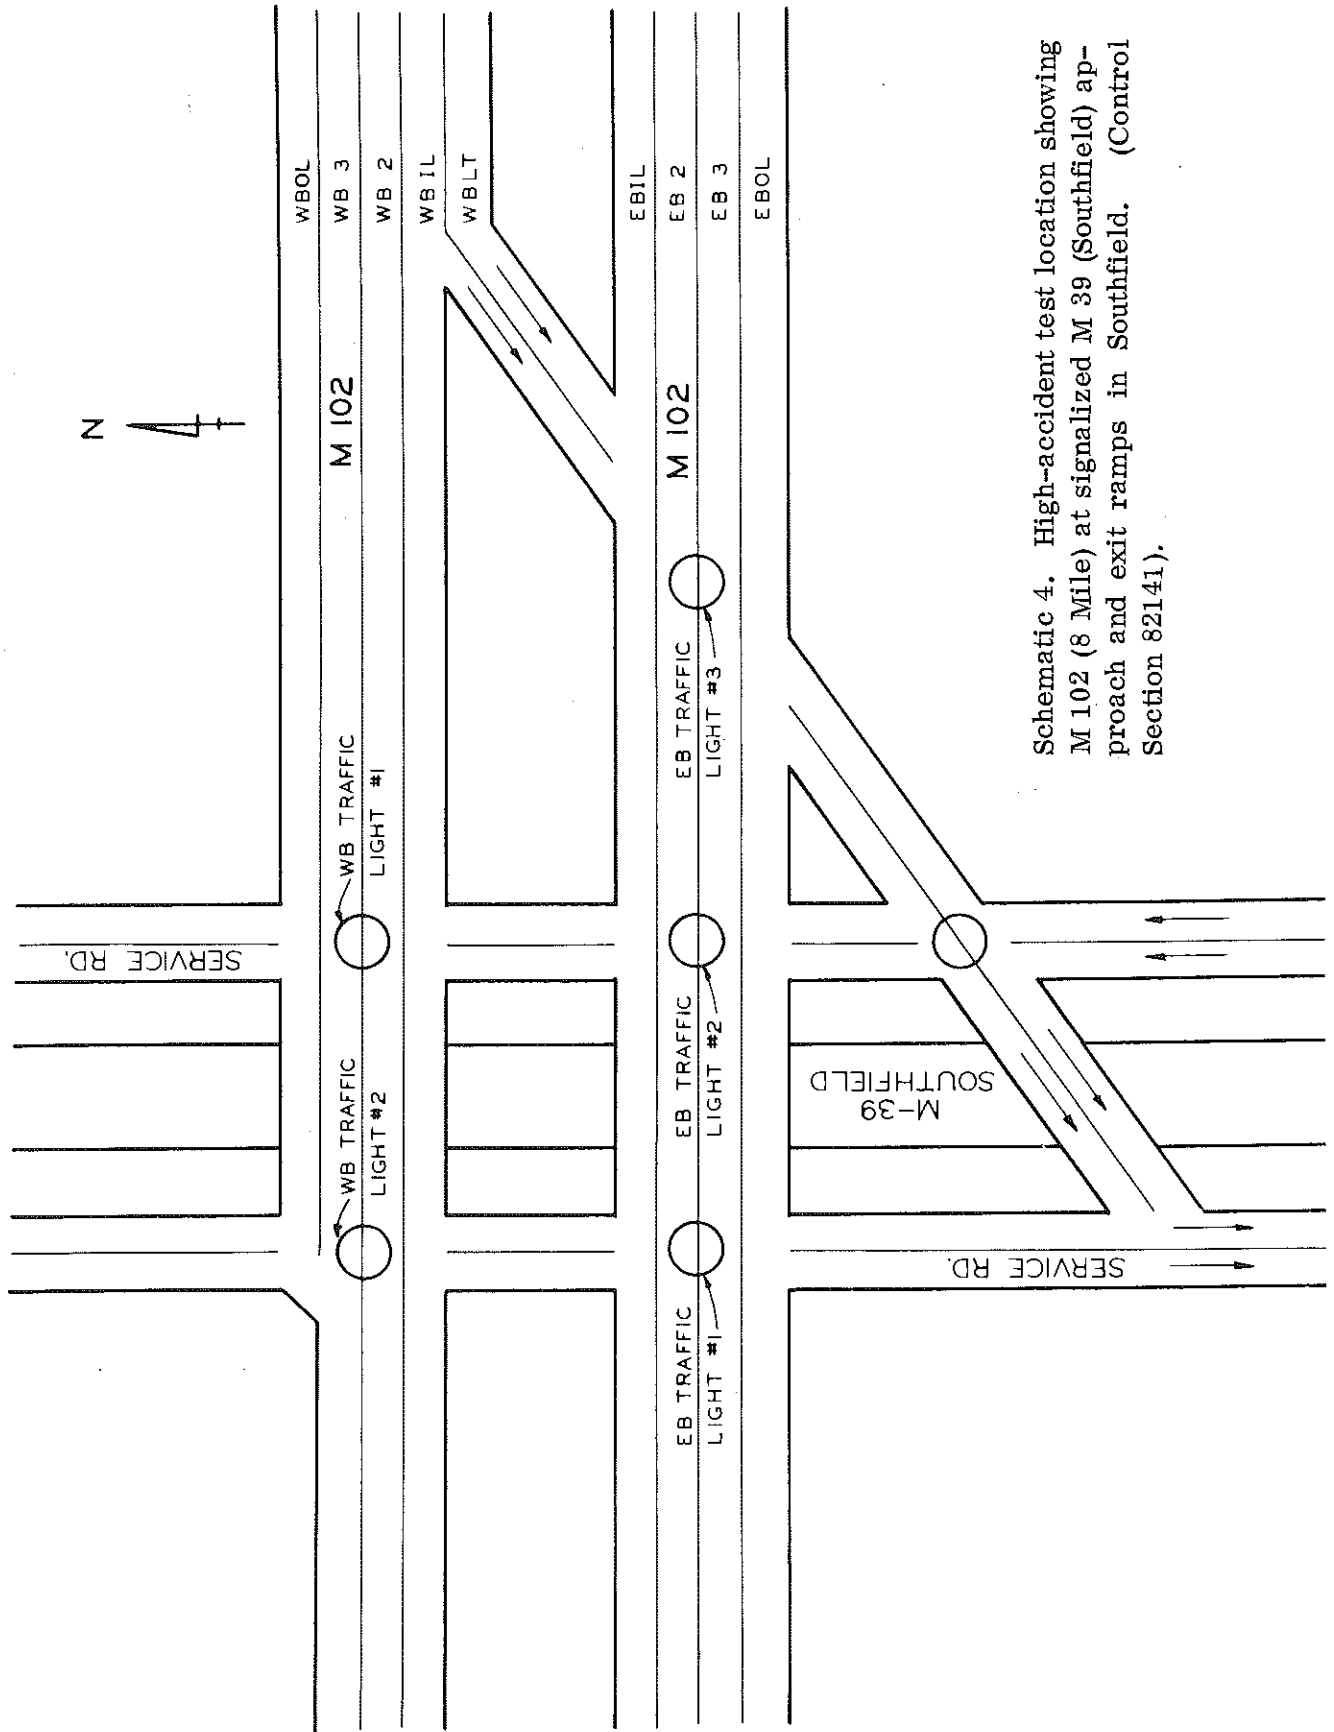 N
WBOL
WB 3
WB 2
WB IL
WBLT
M 102
EBIL
EB 2
EB 3
EBOL
M 102
SERVICE RD.
WB TRAFFIC
LIGHT #1
WB TRAFFIC
LIGHT #2
EB TRAFFIC
LIGHT #3
EB TRAFFIC
LIGHT #2
EB TRAFFIC
LIGHT #1
M-39
SOUTHFIELD
SERVICE RD.
Schematic 4. High-accident test location showing
M 102 (8 Mile) at signalized M 39 (Southfield) ap-
proach and exit ramps in Southfield. (Control
Section 82141).